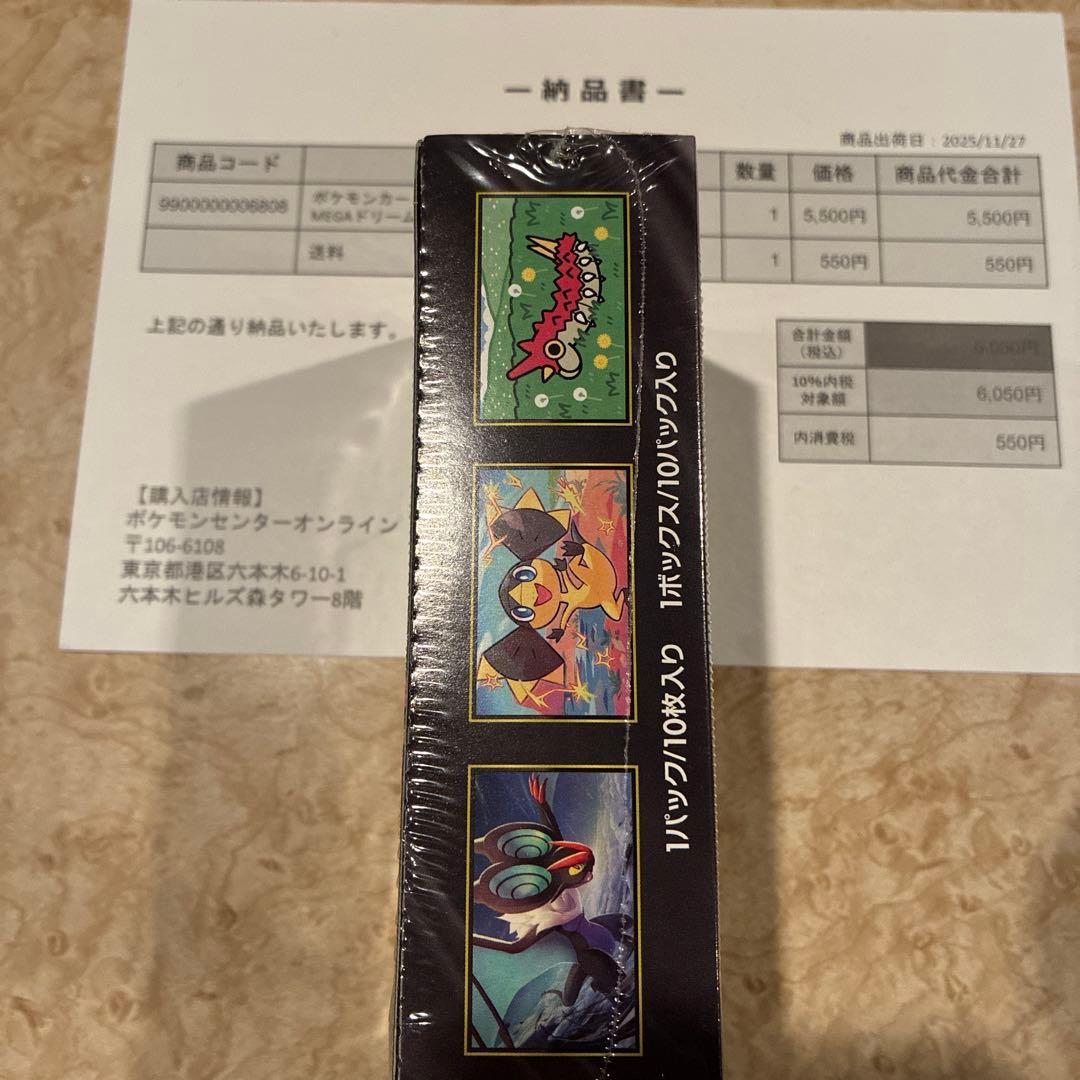 ー納品書ー
商品出荷日：2025/11/27
商品コード 数量 価格 商品代金合計
9900000006808 ポケモンカー 1 5,500円 5,500円
MEGAドリーム
送料 1 550円 550円
上記の通り納品いたします。
合計金額 6,050円
（税込）
10%内税 6,050円
対象額
内消費税 550円
【購入店情報】
ポケモンセンターオンライン
〒106-6108
東京都港区六本木6-10-1
六本木ヒルズ森タワー8階
1パック/10枚入り 1ボックス/10パック入り